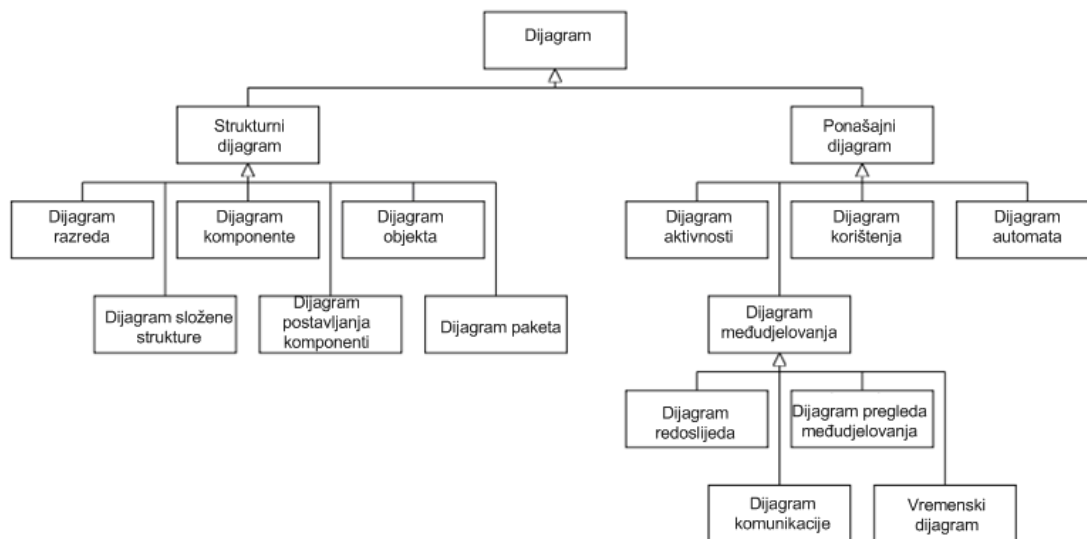 Dijagram
Strukturni
dijagram
Ponašajni
dijagram
Dijagram
razreda
Dijagram
komponente
Dijagram
objekta
Dijagram
aktivnosti
Dijagram
korištenja
Dijagram
automata
Dijagram složene
strukture
Dijagram
postavljanja
komponenti
Dijagram paketa
Dijagram
međudjelovanja
Dijagram
redoslijeda
Dijagram pregleda
međudjelovanja
Dijagram
komunikacije
Vremenski
dijagram